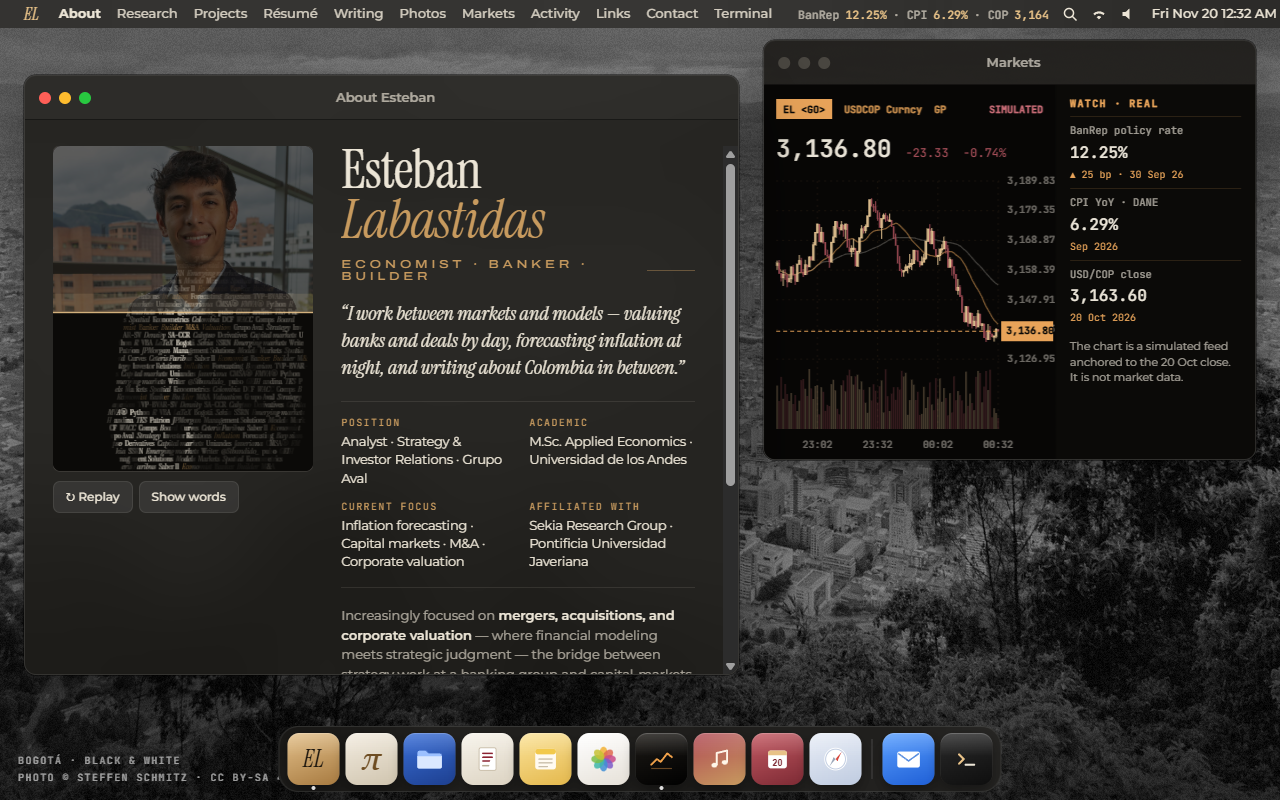 EL About Research Projects Résumé Writing Photos Markets Activity Links Contact Terminal BanRep 12.25% · CPI 6.29% · COP 3,164 Fri Nov 20 12:32 AM
About Esteban
Esteban
Labastidas
ECONOMIST · BANKER ·
BUILDER
“I work between markets and models — valuing
banks and deals by day, forecasting inflation at
night, and writing about Colombia in between.”
POSITION
Analyst · Strategy &
Investor Relations · Grupo
Aval
ACADEMIC
M.Sc. Applied Economics ·
Universidad de los Andes
CURRENT FOCUS
Inflation forecasting ·
Capital markets · M&A ·
Corporate valuation
AFFILIATED WITH
Sekia Research Group ·
Pontificia Universidad
Javeriana
Increasingly focused on mergers, acquisitions, and
corporate valuation — where financial modeling
meets strategic judgment — the bridge between
strategy work at a banking group and capital-markets
↻ Replay
Show words
Markets
EL <GO> USDCOP Curncy GP SIMULATED
3,136.80 -23.33 -0.74%
3,189.83
3,179.35
3,168.87
3,158.39
3,147.91
3,136.80
3,126.95
23:02 23:32 00:02 00:32
WATCH · REAL
BanRep policy rate
12.25%
▲ 25 bp · 30 Sep 26
CPI YoY · DANE
6.29%
Sep 2026
USD/COP close
3,163.60
20 Oct 2026
The chart is a simulated feed
anchored to the 20 Oct close.
It is not market data.
BOGOTÁ · BLACK & WHITE
PHOTO © STEFFEN SCHMITZ · CC BY-SA
EL
π
20